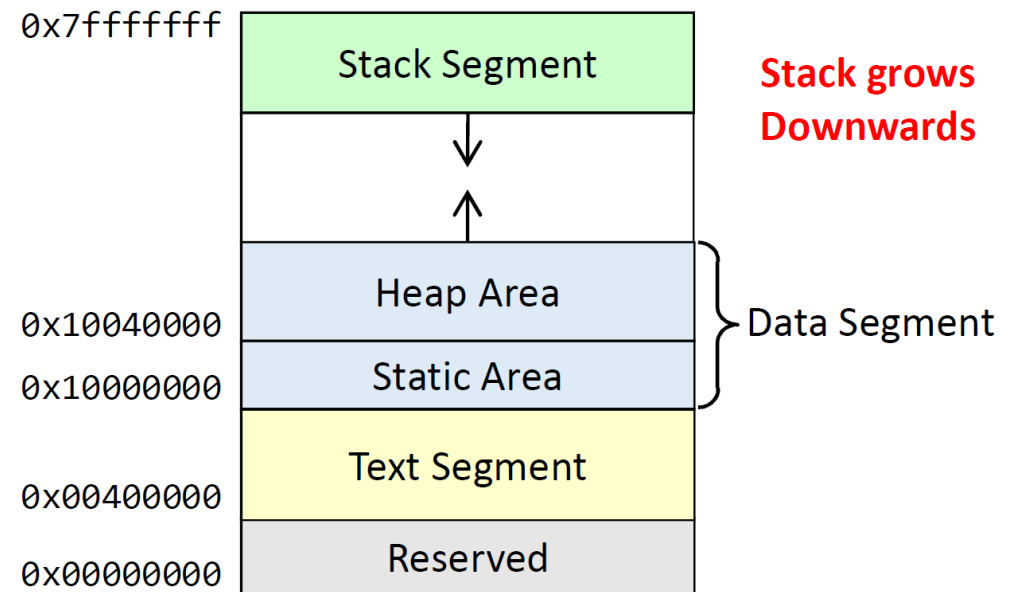 0x7fffffff
Stack Segment
Stack grows
Downwards
Heap Area
0x10040000
Data Segment
Static Area
0x10000000
Text Segment
0x00400000
Reserved
0x00000000